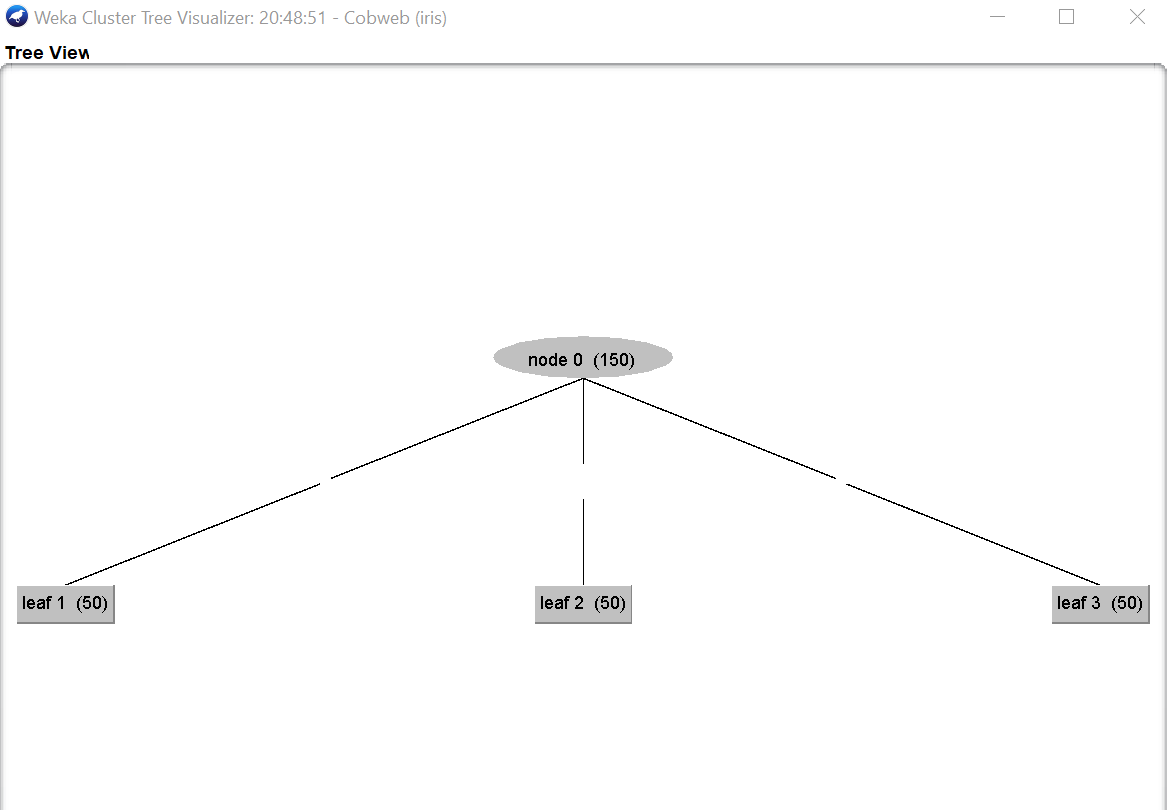 Weka Cluster Tree Visualizer: 20:48:51 - Cobweb (iris)
Tree View
node 0 (150)
leaf 1 (50)
leaf 2 (50)
leaf 3 (50)